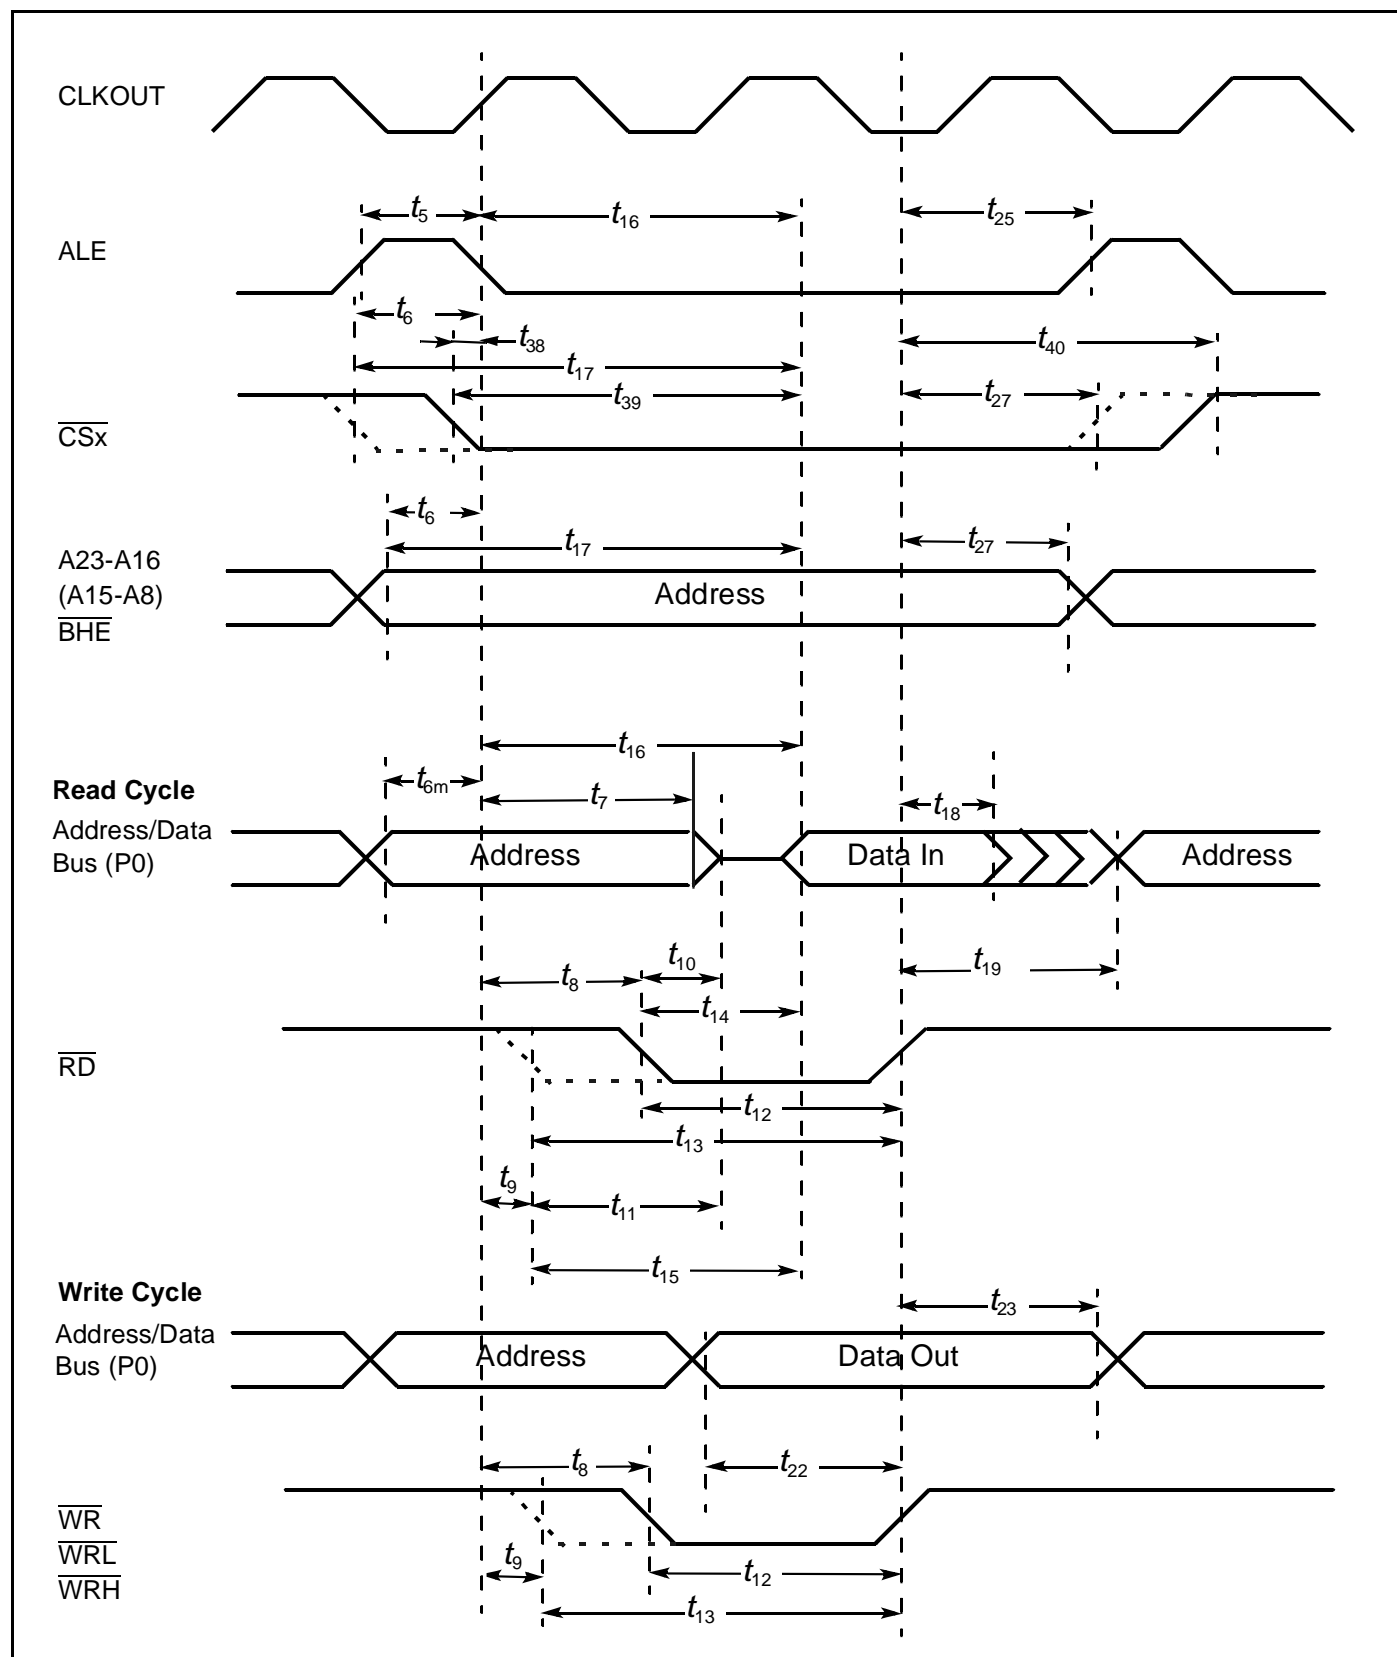 CLKOUT
t5 t16 t25
ALE
t6 t38 t40
t17
t39 t27
CSx
t6
t17 t27
A23-A16
(A15-A8) Address
BHE
t16
Read Cycle t6m t7 t18
Address/Data
Bus (P0) Address Data In Address
t8 t10 t19
t14
RD
t12
t13
t9 t11
t15
Write Cycle t23
Address/Data
Bus (P0) Address Data Out
t8 t22
WR
WRL t9 t12
WRH
t13